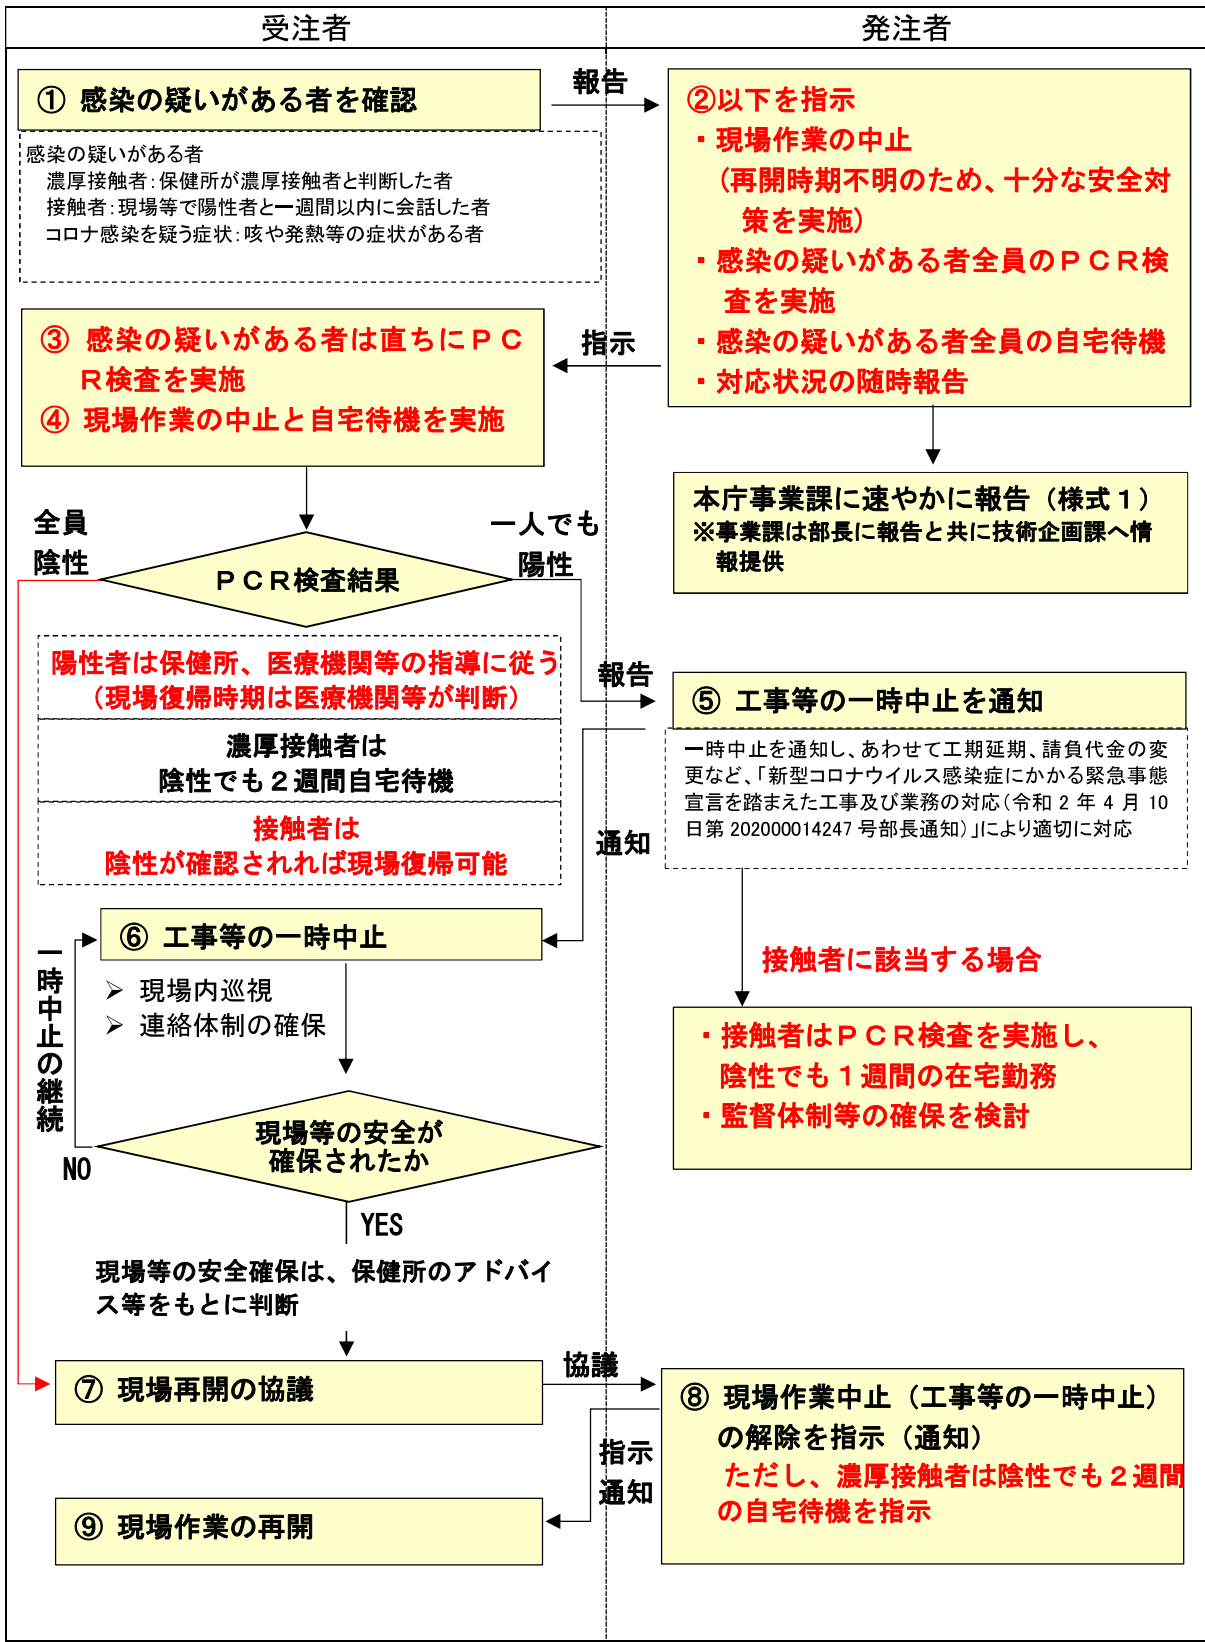 受注者
発注者
① 感染の疑いがある者を確認
報告
感染の疑いがある者
濃厚接触者：保健所が濃厚接触者と判断した者
接触者：現場等で陽性者と一週間以内に会話した者
コロナ感染を疑う症状：咳や発熱等の症状がある者
②以下を指示
・現場作業の中止
（再開時期不明のため、十分な安全対
策を実施）
・感染の疑いがある者全員のＰＣＲ検
査を実施
・感染の疑いがある者全員の自宅待機
・対応状況の随時報告
指示
③ 感染の疑いがある者は直ちにＰＣ
Ｒ検査を実施
④ 現場作業の中止と自宅待機を実施
本庁事業課に速やかに報告（様式１）
※事業課は部長に報告と共に技術企画課へ情
報提供
全員
陰性
一人でも
陽性
ＰＣＲ検査結果
陽性者は保健所、医療機関等の指導に従う
（現場復帰時期は医療機関等が判断）
濃厚接触者は
陰性でも２週間自宅待機
接触者は
陰性が確認されれば現場復帰可能
報告
⑤ 工事等の一時中止を通知
一時中止を通知し、あわせて工期延期、請負代金の変
更など、「新型コロナウイルス感染症にかかる緊急事態
宣言を踏まえた工事及び業務の対応（令和 2 年 4 月 10
日第 202000014247 号部長通知）」により適切に対応
通知
⑥ 工事等の一時中止
➢ 現場内巡視
➢ 連絡体制の確保
一時中止の継続
接触者に該当する場合
・接触者はＰＣＲ検査を実施し、
陰性でも１週間の在宅勤務
・監督体制等の確保を検討
現場等の安全が
確保されたか
NO
YES
現場等の安全確保は、保健所のアドバイ
ス等をもとに判断
⑦ 現場再開の協議
協議
⑧ 現場作業中止（工事等の一時中止）
の解除を指示（通知）
ただし、濃厚接触者は陰性でも２週間
の自宅待機を指示
指示
通知
⑨ 現場作業の再開